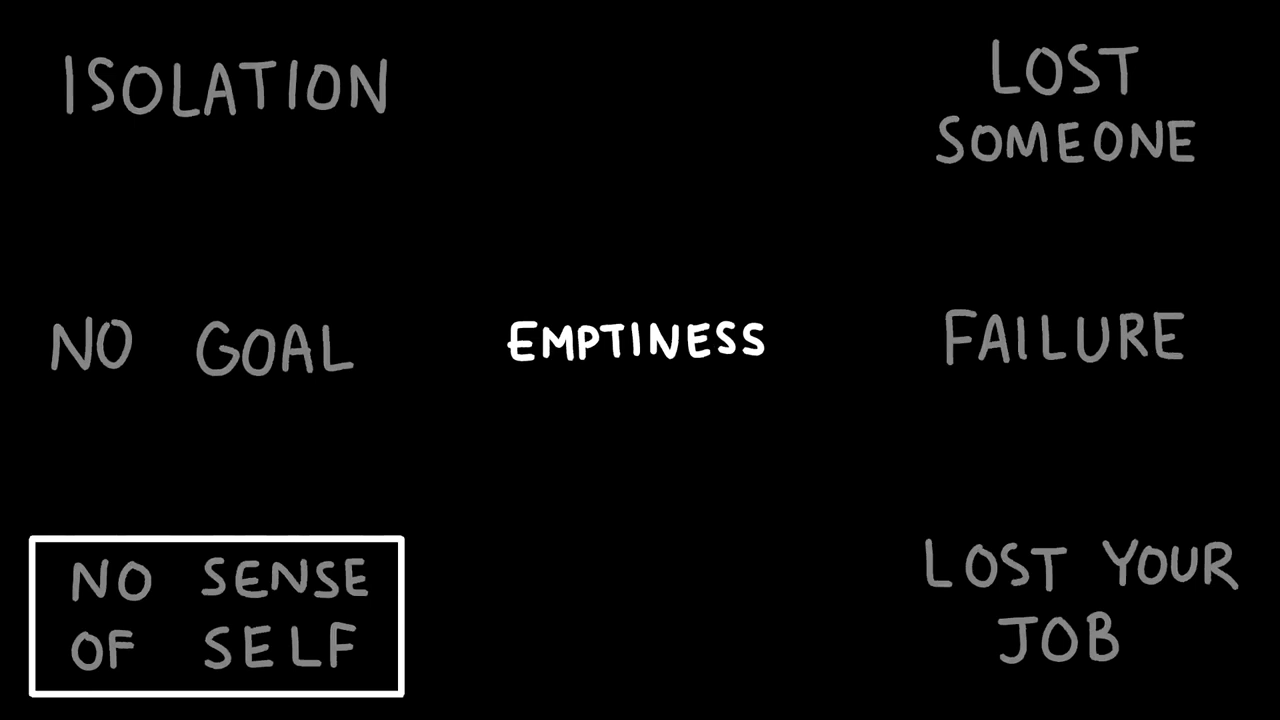 ISOLATION
LOST
SOMEONE
NO GOAL
EMPTINESS
FAILURE
NO SENSE
OF SELF
LOST YOUR
JOB